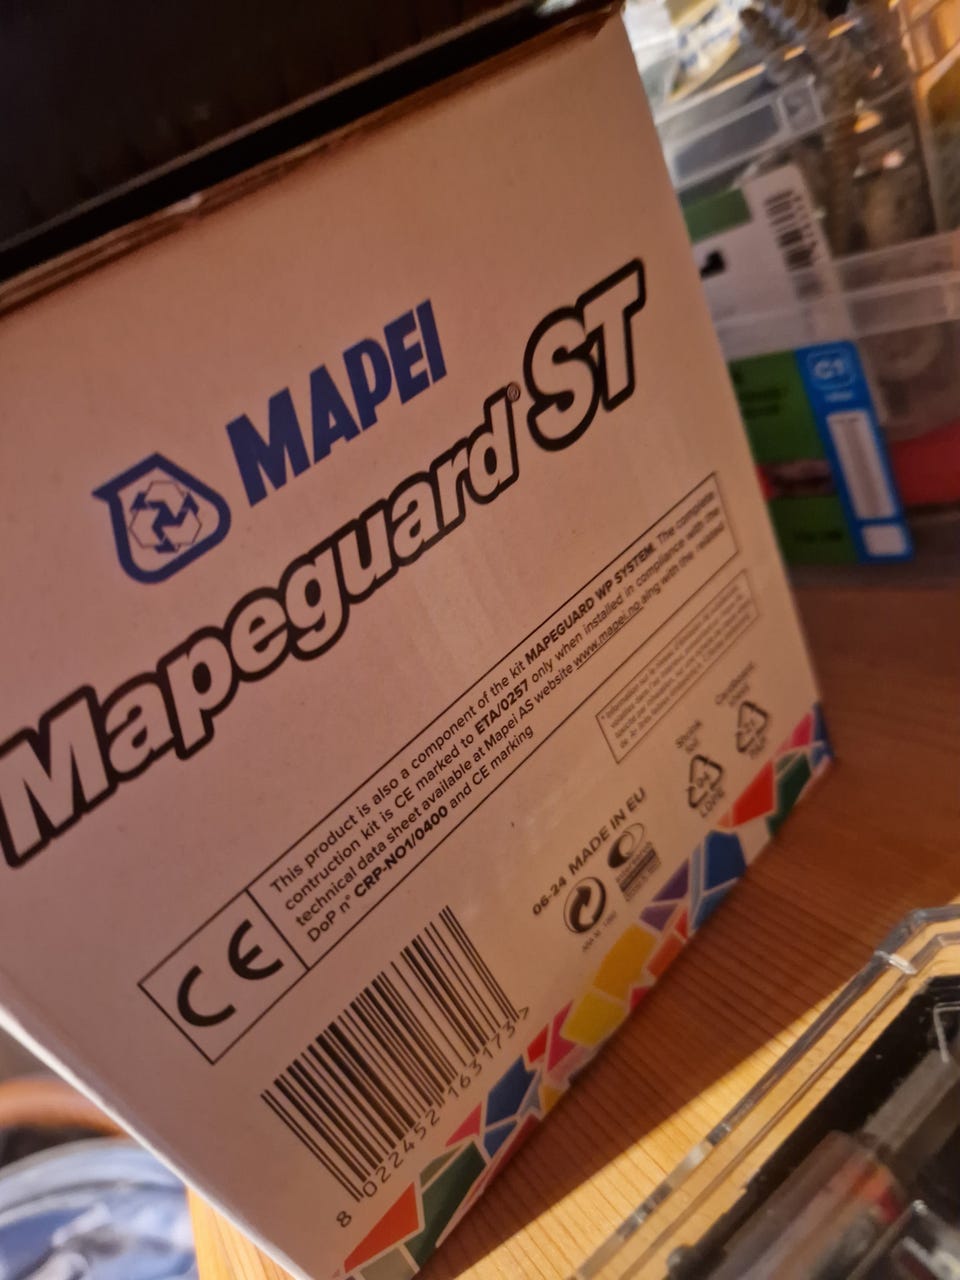 MAPEI
Mapeguard® ST
This product is also a component of the kit MAPEGUARD WP SYSTEM. The complete
contruction kit is CE marked to ETA/0257 only when installed in compliance with the
technical data sheet available at Mapei AS website www.mapei.no aing with the related
DoP n° CRP-NO1/0400 and CE marking
CE
06-24 MADE IN EU
LDPE
8 022452 163173 >
C1